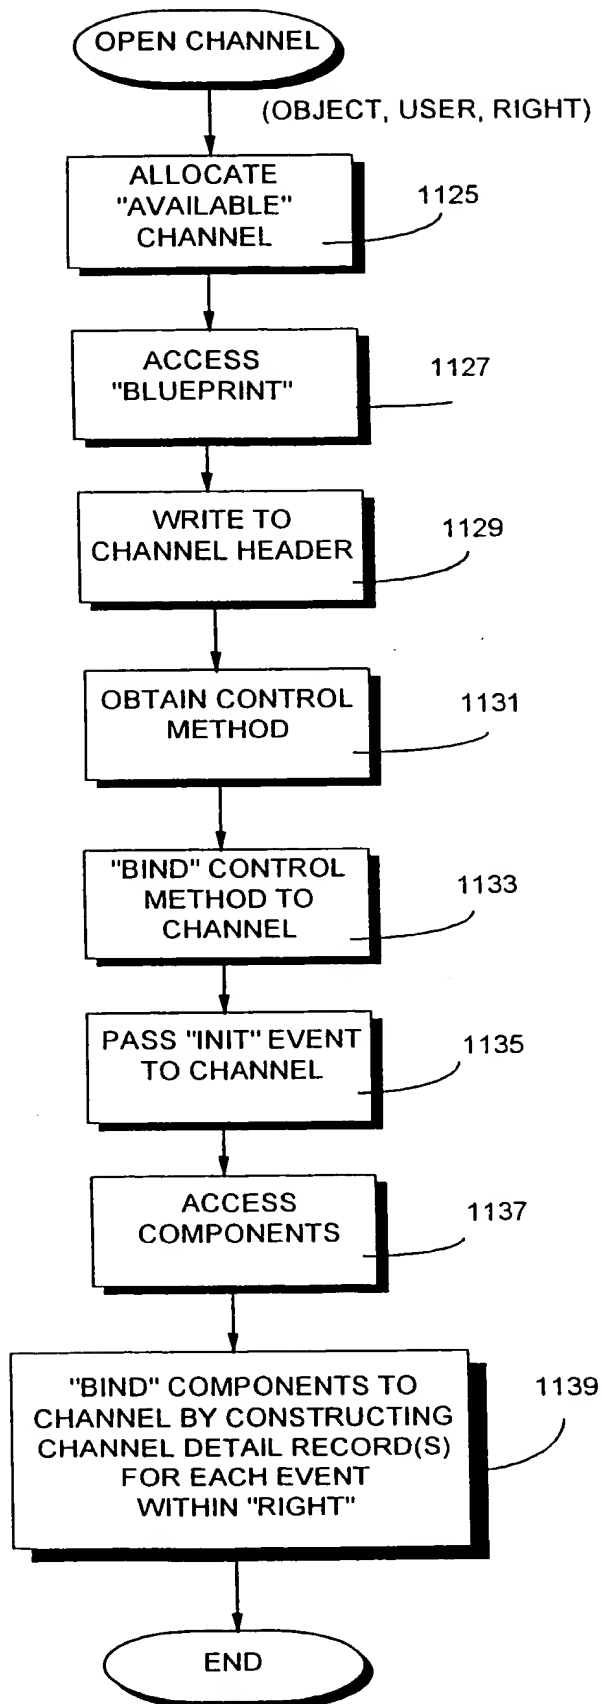 OPEN CHANNEL
(OBJECT, USER, RIGHT)
ALLOCATE
"AVAILABLE"
CHANNEL
1125
ACCESS
"BLUEPRINT"
1127
WRITE TO
CHANNEL HEADER
1129
OBTAIN CONTROL
METHOD
1131
"BIND" CONTROL
METHOD TO
CHANNEL
1133
PASS "INIT" EVENT
TO CHANNEL
1135
ACCESS
COMPONENTS
1137
"BIND" COMPONENTS TO
CHANNEL BY CONSTRUCTING
CHANNEL DETAIL RECORD(S)
FOR EACH EVENT
WITHIN "RIGHT"
1139
END